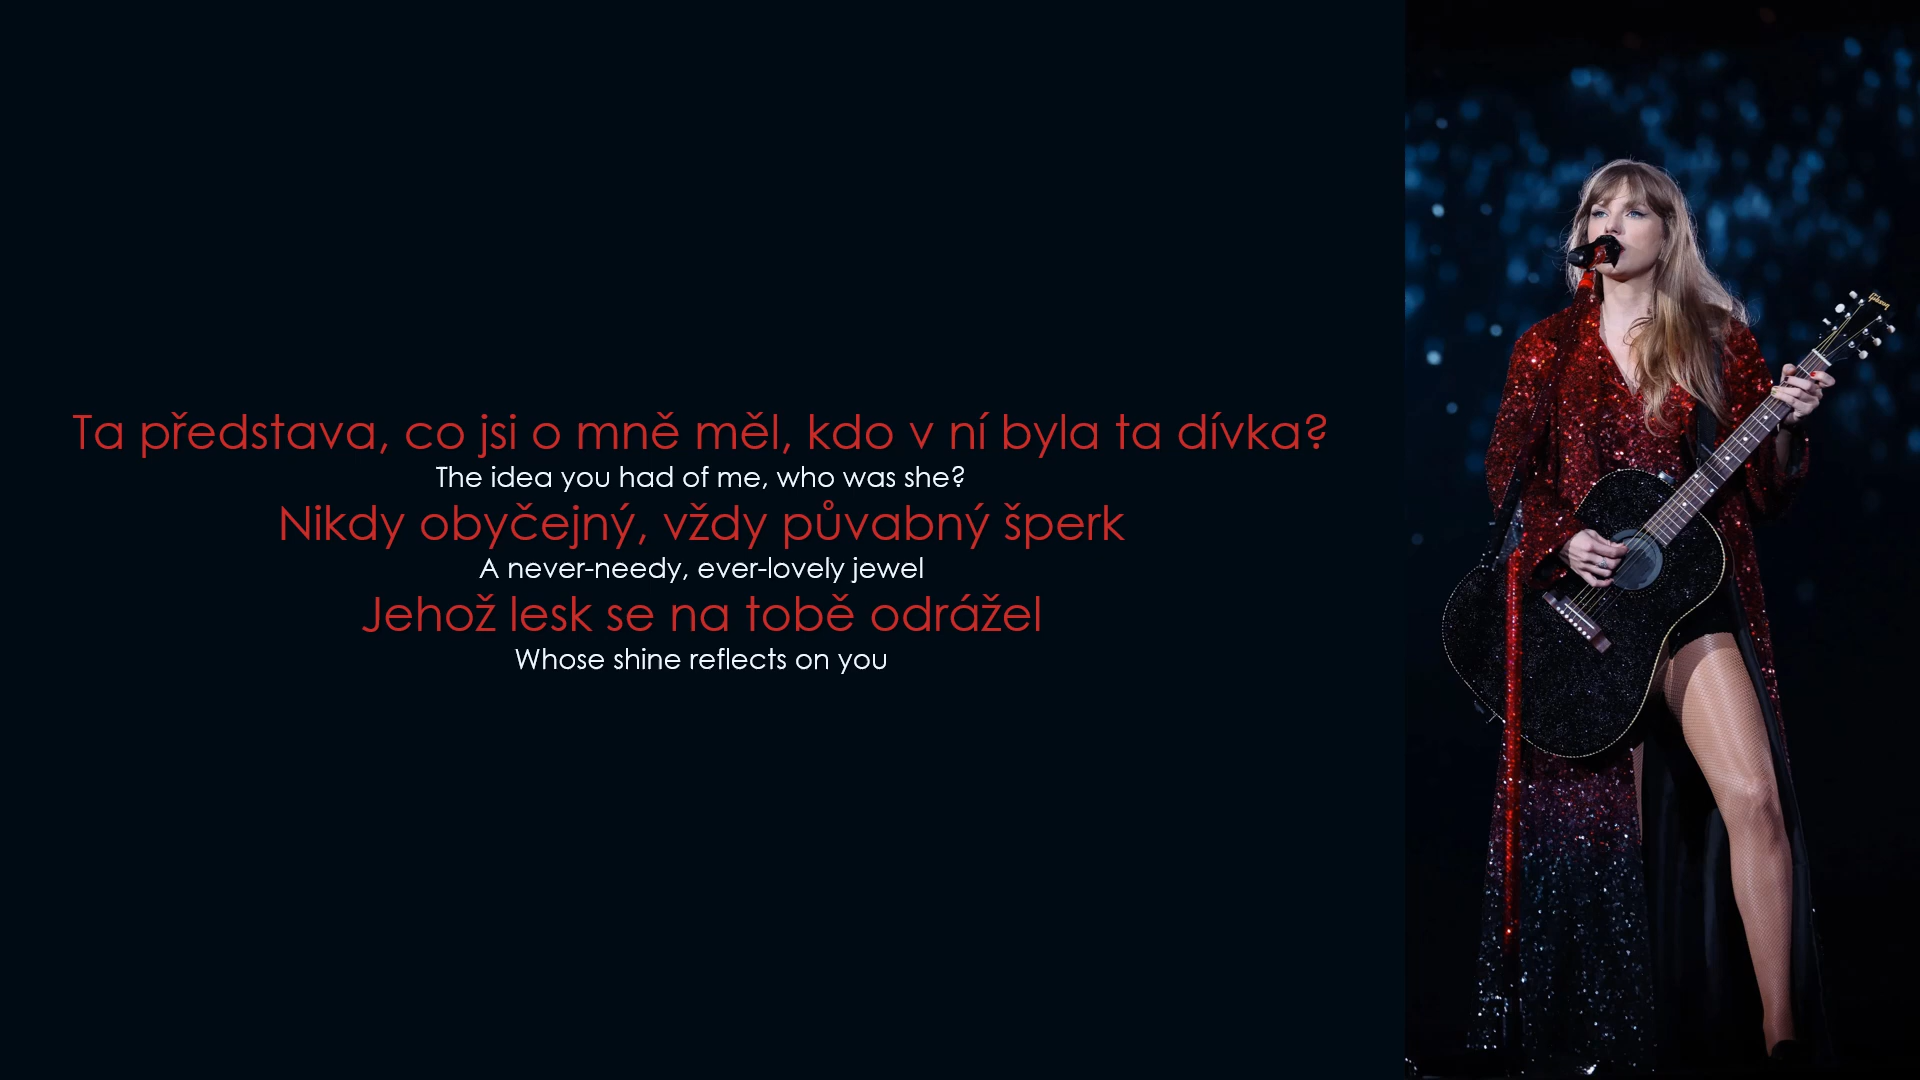 Ta představa, co jsi o mně měl, kdo v ní byla ta dívka?
The idea you had of me, who was she?
Nikdy obyčejný, vždy půvabný šperk
A never-needy, ever-lovely jewel
Jehož lesk se na tobě odrážel
Whose shine reflects on you
Gibson